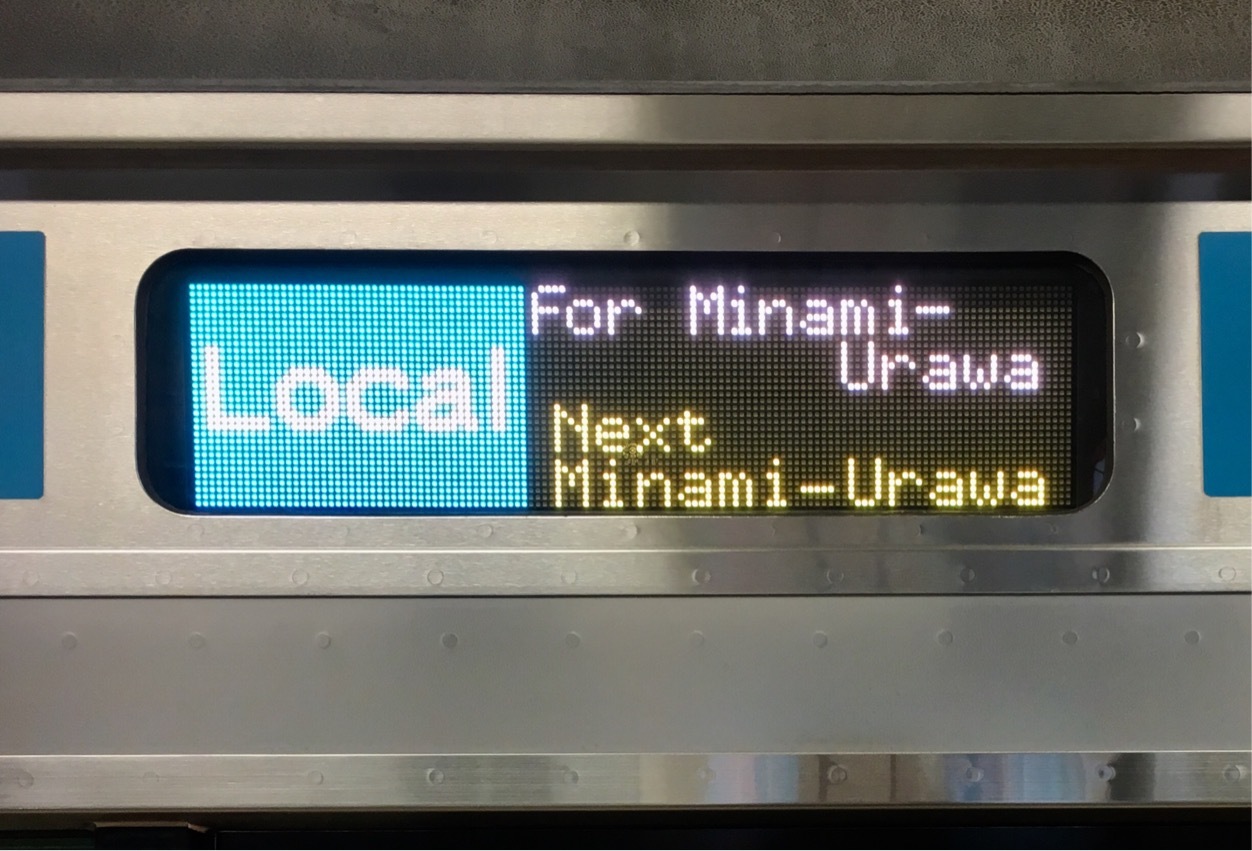 Local
For Minami-
Urawa
Next
Minami-Urawa